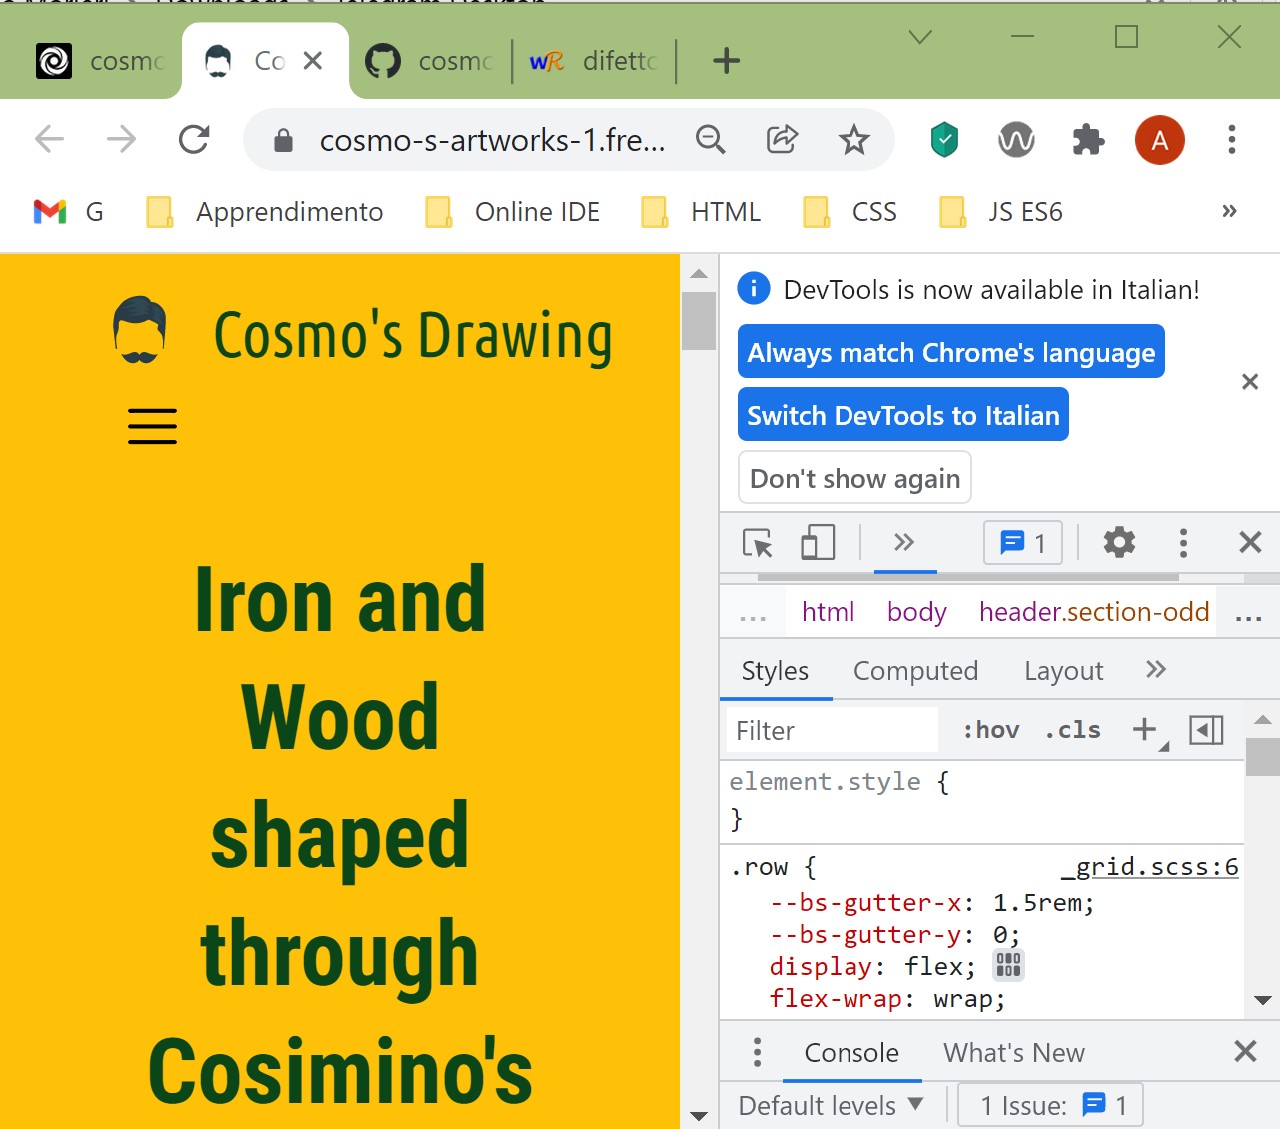 cosmo
Co
cosmo
wR difetto
cosmo-s-artworks-1.fre...
A
G
Apprendimento
Online IDE
HTML
CSS
JS ES6
»
Cosmo's Drawing
Iron and
Wood
shaped
through
Cosimino's
DevTools is now available in Italian!
Always match Chrome's language
Switch DevTools to Italian
Don't show again
1
... html body header.section-odd ...
Styles Computed Layout
Filter :hov .cls
element.style {
}
.row { _grid.scss:6
--bs-gutter-x: 1.5rem;
--bs-gutter-y: 0;
display: flex;
flex-wrap: wrap;
Console What's New
Default levels ▼ 1 Issue: 1